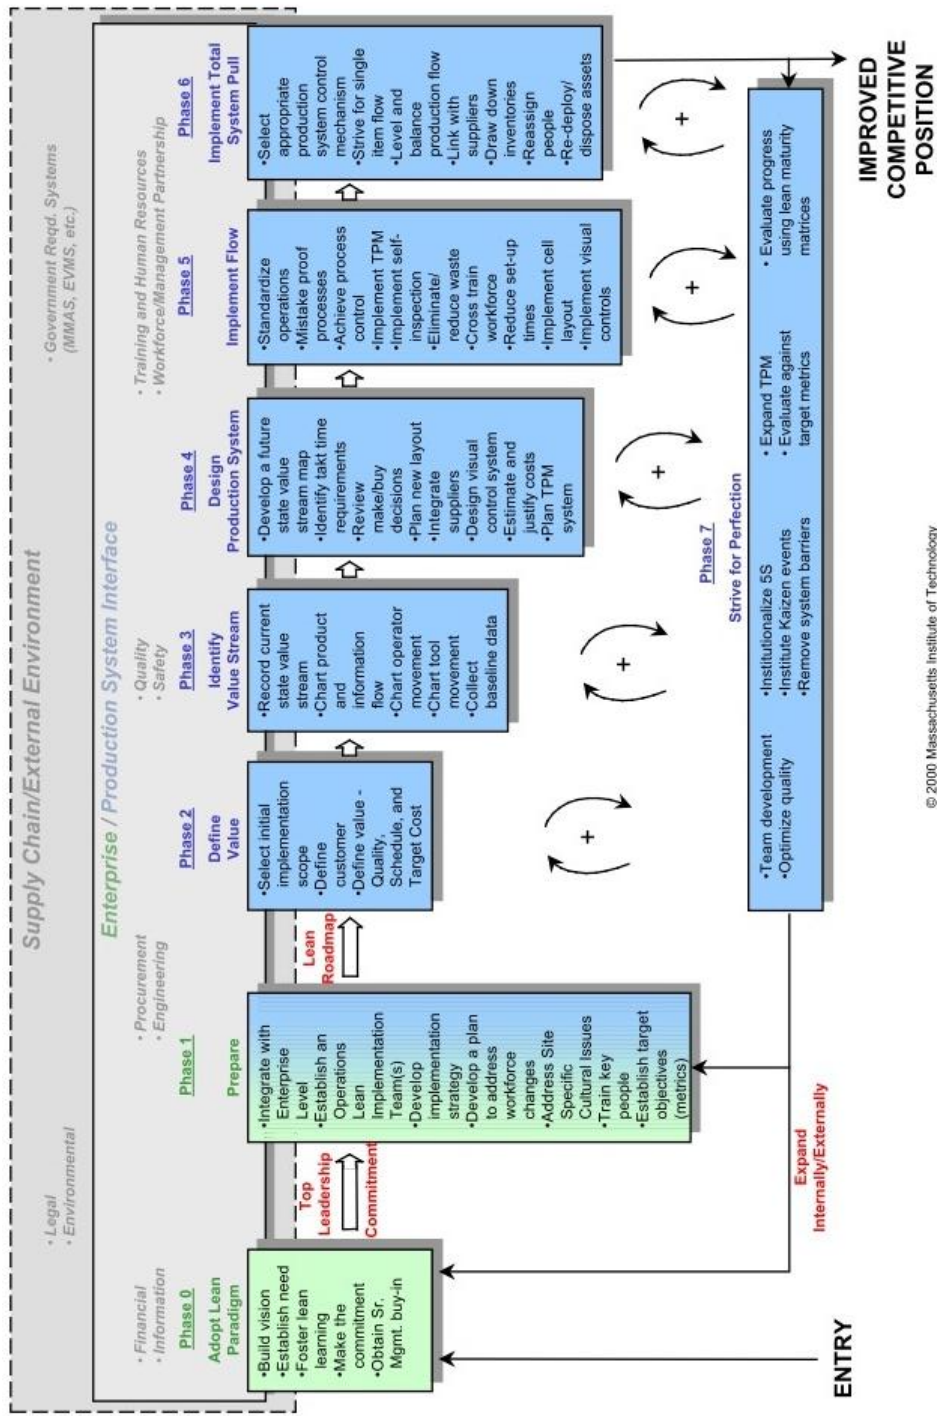 Supply Chain/External Environment
• Legal
• Environmental
• Government Reqd. Systems
(MMAS, EVMS, etc.)
Enterprise / Production System Interface
• Financial
• Information
• Procurement
• Engineering
• Quality
• Safety
• Training and Human Resources
• Workforce/Management Partnership
Phase 0
Adopt Lean
Paradigm
•Build vision
•Establish need
•Foster lean
learning
•Make the
commitment
•Obtain Sr.
Mgmt. buy-in
Top
Leadership
Commitment
Phase 1
Prepare
•Integrate with
Enterprise
Level
•Establish an
Operations
Lean
Implementation
Team(s)
•Develop
implementation
strategy
•Develop a plan
to address
workforce
changes
•Address Site
Specific
Cultural Issues
•Train key
people
•Establish target
objectives
(metrics)
Lean
Roadmap
Phase 2
Define
Value
•Select initial
implementation
scope
•Define
customer
•Define value -
Quality,
Schedule, and
Target Cost
Phase 3
Identify
Value Stream
•Record current
state value
stream
•Chart product
and
information
flow
•Chart operator
movement
•Chart tool
movement
•Collect
baseline data
Phase 4
Design
Production System
•Develop a future
state value
stream map
•Identify takt time
requirements
•Review
make/buy
decisions
•Plan new layout
•Integrate
suppliers
•Design visual
control system
•Estimate and
justify costs
•Plan TPM
system
Phase 5
Implement Flow
•Standardize
operations
•Mistake proof
processes
•Achieve process
control
•Implement TPM
•Implement self-
inspection
•Eliminate/
reduce waste
•Cross train
workforce
•Reduce set-up
times
•Implement cell
layout
•Implement visual
controls
Phase 6
Implement Total
System Pull
•Select
appropriate
production
system control
mechanism
•Strive for single
item flow
•Level and
balance
production flow
•Link with
suppliers
•Draw down
inventories
•Reassign
people
•Re-deploy/
dispose assets
+
+
+
+
+
Phase 7
Strive for Perfection
•Team development
•Optimize quality
•Institutionalize 5S
•Institute Kaizen events
•Remove system barriers
• Expand TPM
• Evaluate against
target metrics
• Evaluate progress
using lean maturity
matrices
Expand
Internally/Externally
ENTRY
IMPROVED
COMPETITIVE
POSITION
© 2000 Massachusetts Institute of Technology